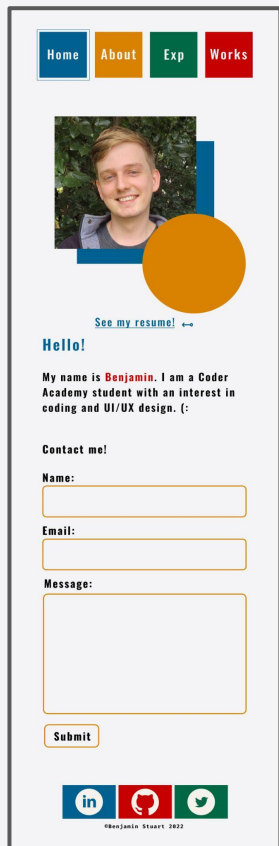 Home
About
Exp
Works
See my resume!
Hello!
My name is Benjamin. I am a Coder
Academy student with an interest in
coding and UI/UX design. (:
Contact me!
Name:
Email:
Message:
Submit
in
©Benjamin Stuart 2022